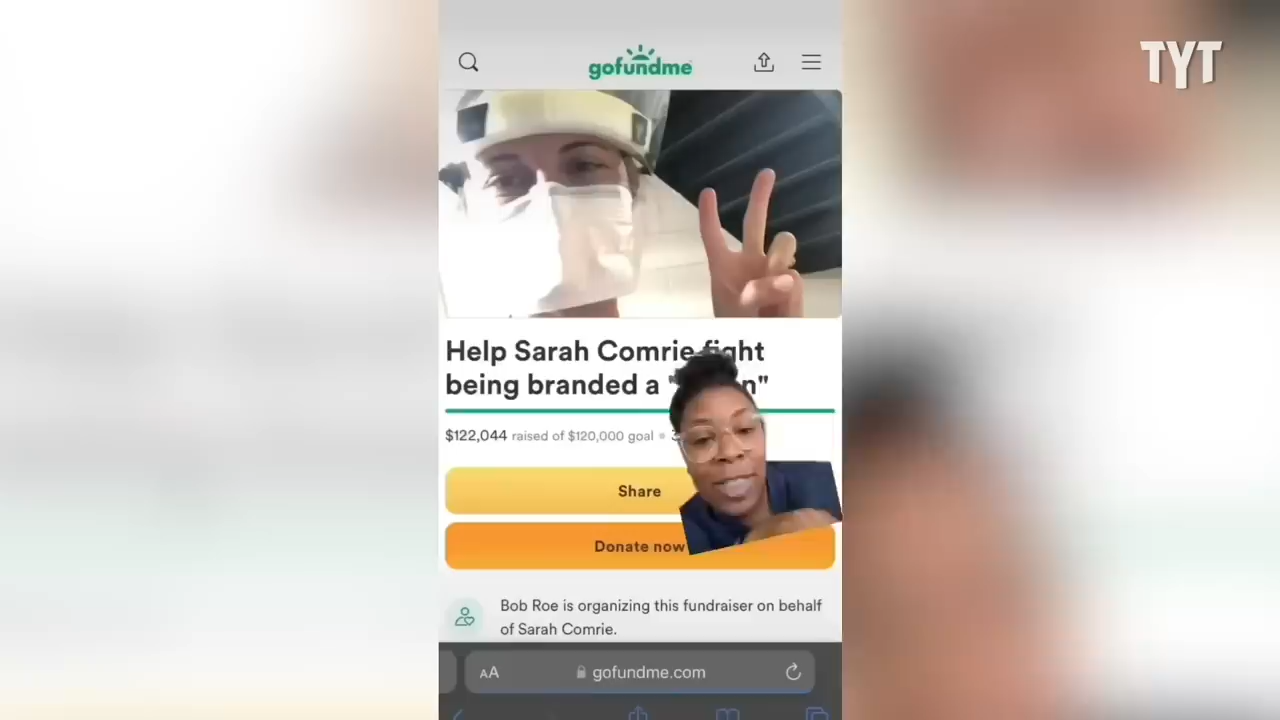 TYT
gofundme
Help Sarah Comrie fight
being branded a "
$122,044 raised of $120,000 goal •
Share
Donate now
Bob Roe is organizing this fundraiser on behalf
of Sarah Comrie.
AA gofundme.com